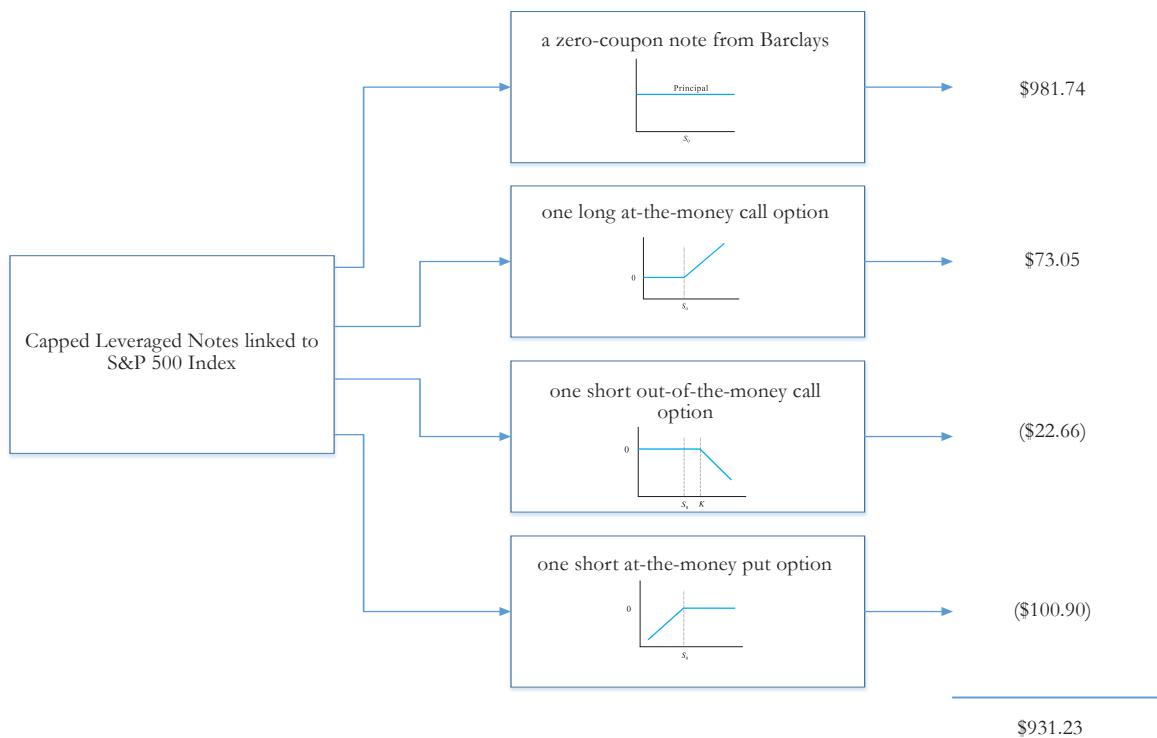 a zero-coupon note from Barclays
Principal
S₀
$981.74
one long at-the-money call option
0
S₀
$73.05
Capped Leveraged Notes linked to
S&P 500 Index
one short out-of-the-money call
option
0
S₀ K
($22.66)
one short at-the-money put option
0
S₀
($100.90)
$931.23